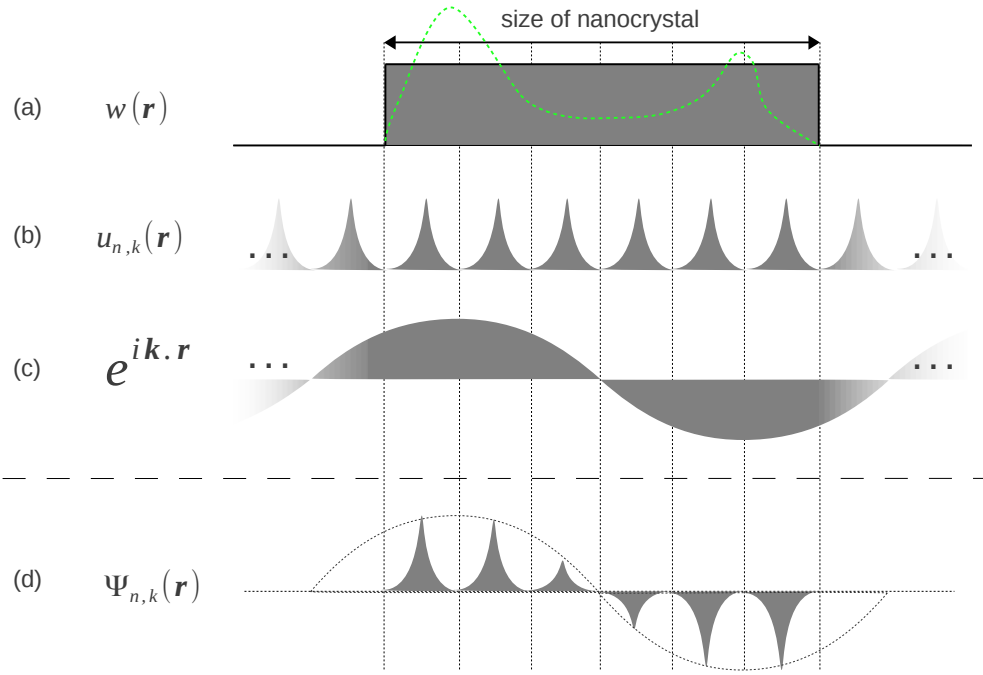 size of nanocrystal
(a) w(r)
(b) u_{n,k}(r)
... ...
(c) e^{ik.r}
... ...
(d) Ψ_{n,k}(r)